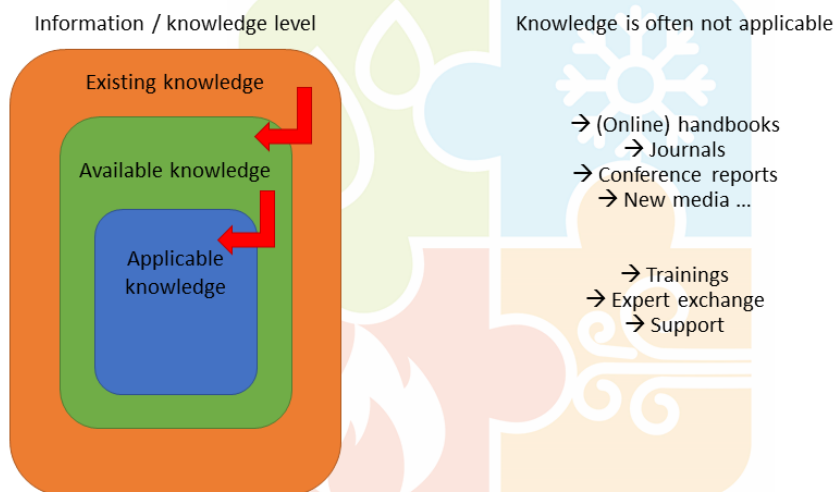 Information / knowledge level
Existing knowledge
Available knowledge
Applicable
knowledge
Knowledge is often not applicable
→ (Online) handbooks
→ Journals
→ Conference reports
→ New media ...
→ Trainings
→ Expert exchange
→ Support